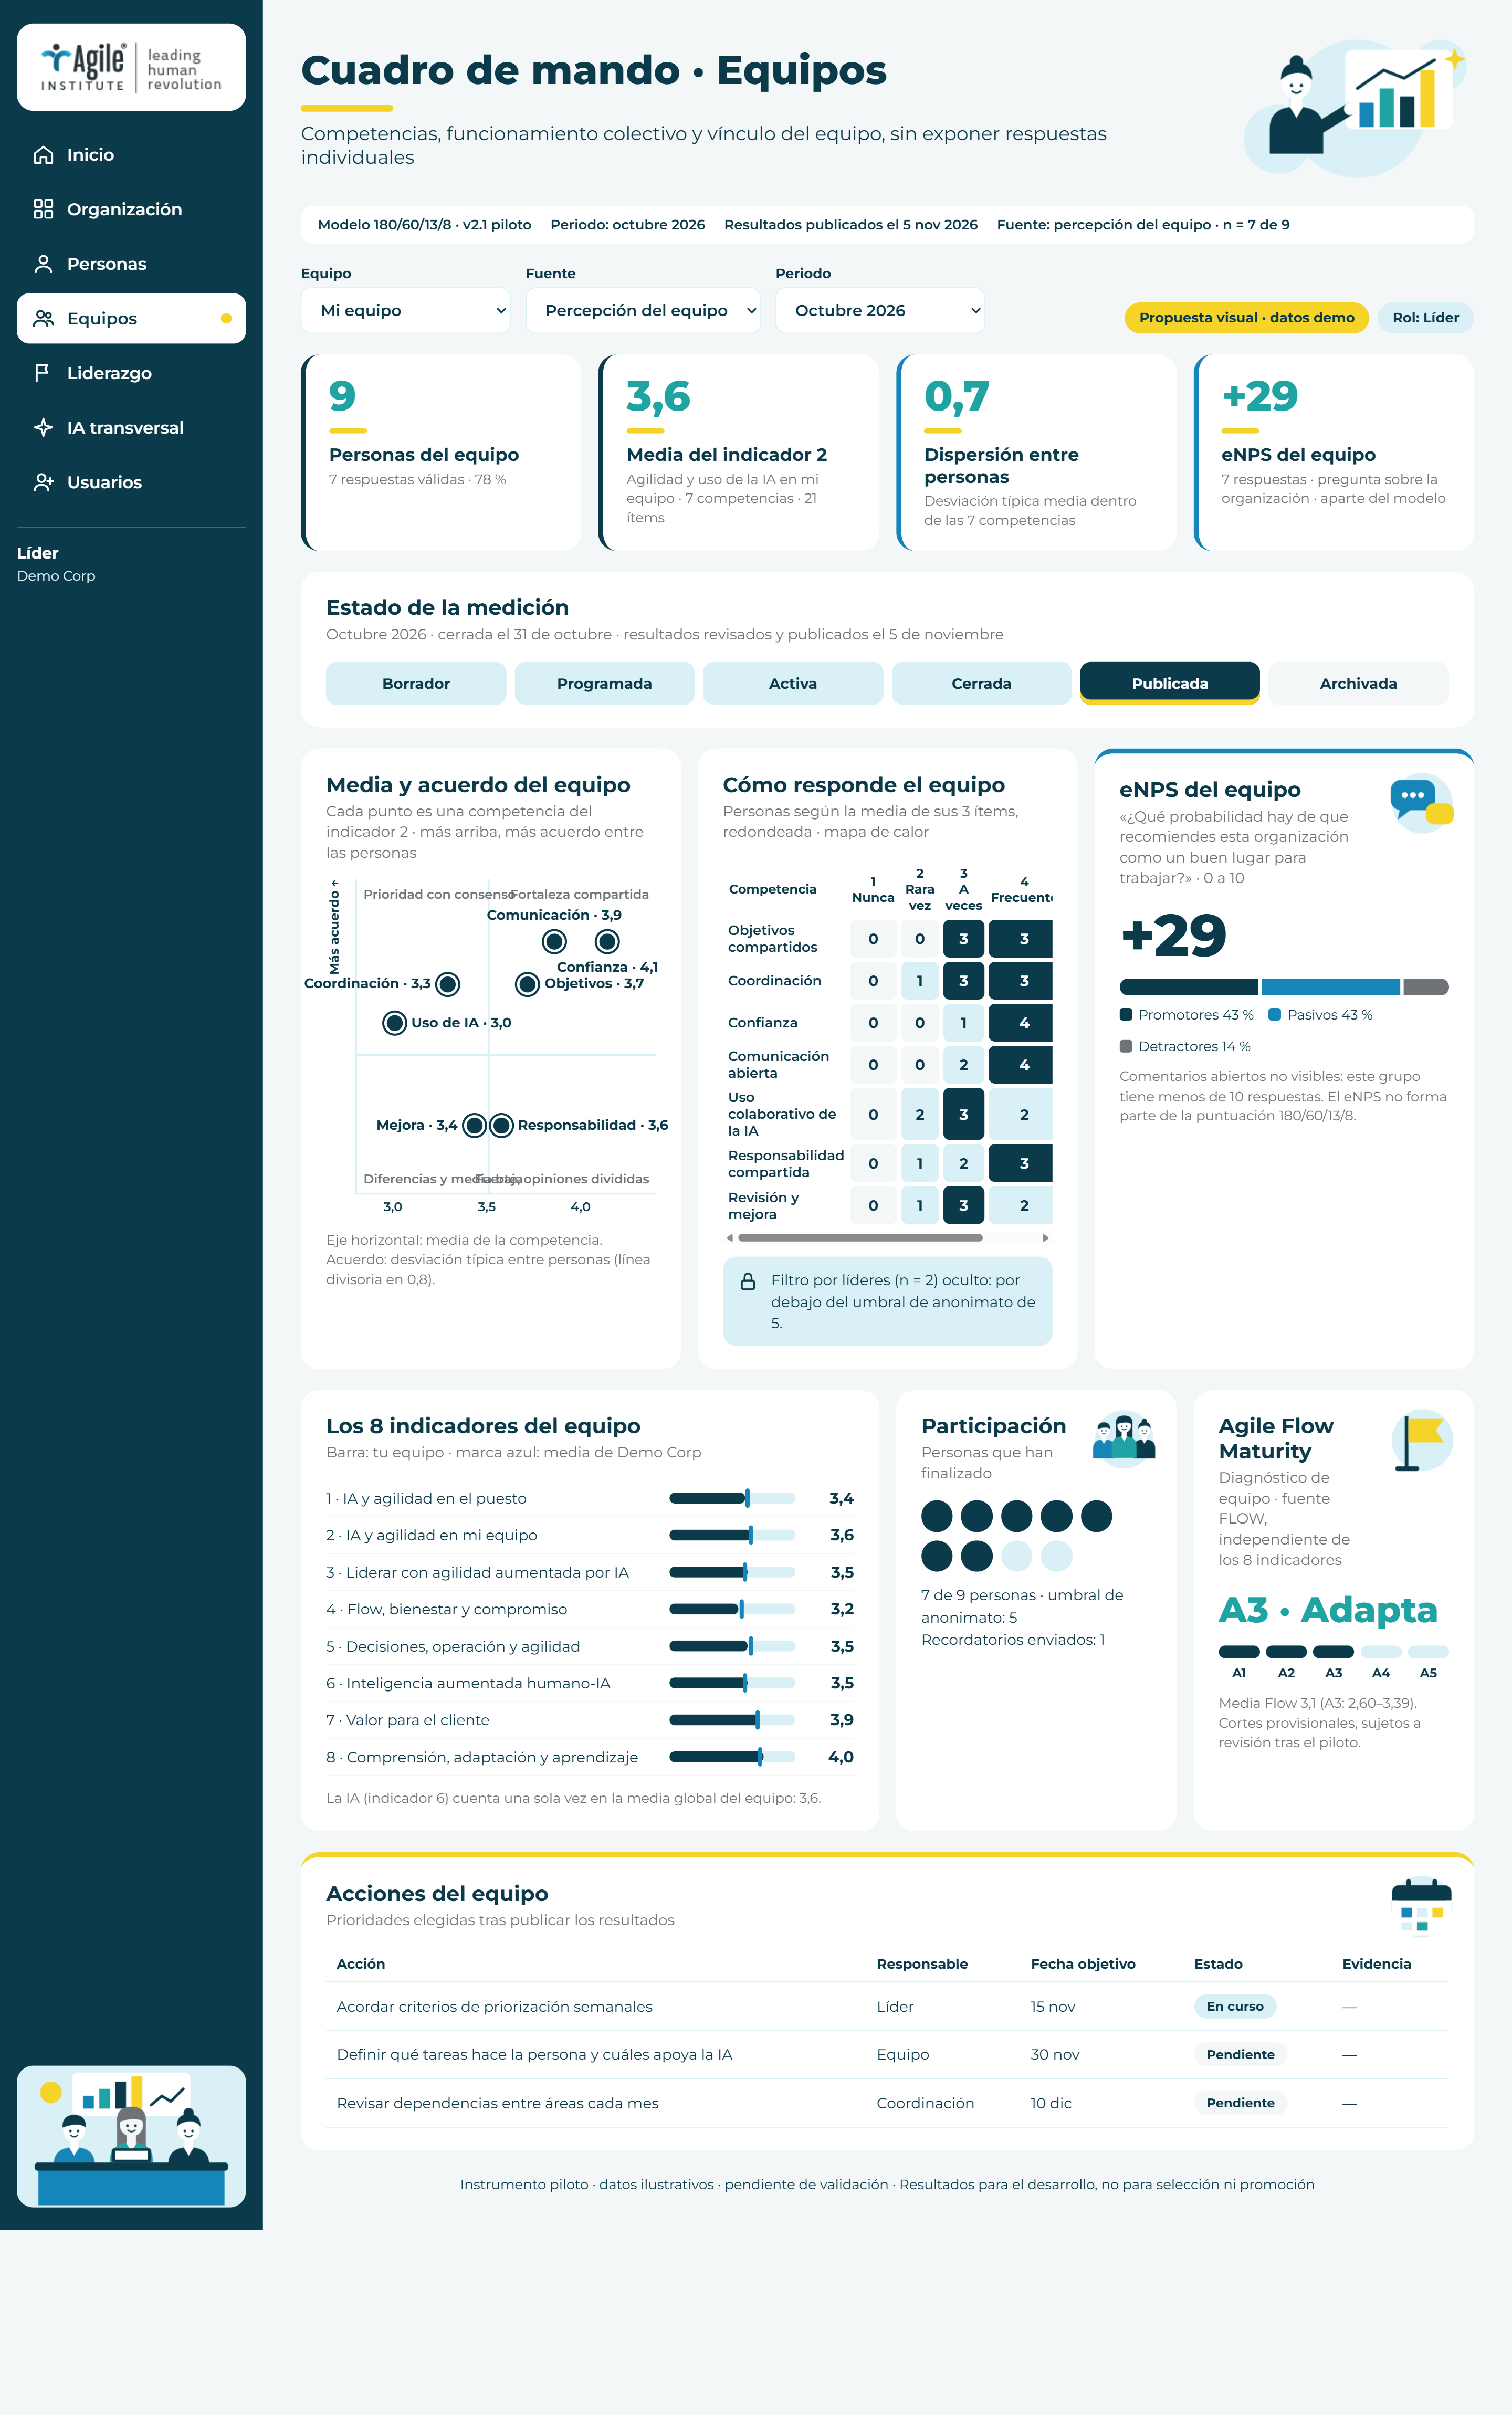 Agile®
INSTITUTE
leading
human
revolution
Inicio
Organización
Personas
Equipos
Liderazgo
IA transversal
Usuarios
Líder
Demo Corp
Cuadro de mando · Equipos
Competencias, funcionamiento colectivo y vínculo del equipo, sin exponer respuestas
individuales
Modelo 180/60/13/8 · v2.1 piloto Periodo: octubre 2026 Resultados publicados el 5 nov 2026 Fuente: percepción del equipo · n = 7 de 9
Equipo Fuente Periodo
Mi equipo Percepción del equipo Octubre 2026
Propuesta visual · datos demo Rol: Líder
9
Personas del equipo
7 respuestas válidas · 78 %
3,6
Media del indicador 2
Agilidad y uso de la IA en mi
equipo · 7 competencias · 21
ítems
0,7
Dispersión entre
personas
Desviación típica media dentro
de las 7 competencias
+29
eNPS del equipo
7 respuestas · pregunta sobre la
organización · aparte del modelo
Estado de la medición
Octubre 2026 · cerrada el 31 de octubre · resultados revisados y publicados el 5 de noviembre
Borrador Programada Activa Cerrada Publicada Archivada
Media y acuerdo del equipo
Cada punto es una competencia del
indicador 2 · más arriba, más acuerdo entre
las personas
Más acuerdo →
Prioridad con consenso Fortaleza compartida
Comunicación · 3,9
Confianza · 4,1
Coordinación · 3,3
Objetivos · 3,7
Uso de IA · 3,0
Mejora · 3,4
Responsabilidad · 3,6
Diferencias y media baja
opiniones divididas
3,0 3,5 4,0
Eje horizontal: media de la competencia.
Acuerdo: desviación típica entre personas (línea
divisoria en 0,8).
Cómo responde el equipo
Personas según la media de sus 3 ítems,
redondeada · mapa de calor
Competencia
1
Nunca
2
Rara
vez
3
A
veces
4
Frecuente
Objetivos
compartidos
0 0 3 3
Coordinación 0 1 3 3
Confianza 0 0 1 4
Comunicación
abierta
0 0 2 4
Uso
colaborativo de
la IA
0 2 3 2
Responsabilidad
compartida
0 1 2 3
Revisión y
mejora
0 1 3 2
Filtro por líderes (n = 2) oculto: por
debajo del umbral de anonimato de
5.
eNPS del equipo
«¿Qué probabilidad hay de que
recomiendes esta organización
como un buen lugar para
trabajar?» · 0 a 10
+29
Promotores 43 % Pasivos 43 %
Detractores 14 %
Comentarios abiertos no visibles: este grupo
tiene menos de 10 respuestas. El eNPS no forma
parte de la puntuación 180/60/13/8.
Los 8 indicadores del equipo
Barra: tu equipo · marca azul: media de Demo Corp
1 · IA y agilidad en el puesto 3,4
2 · IA y agilidad en mi equipo 3,6
3 · Liderar con agilidad aumentada por IA 3,5
4 · Flow, bienestar y compromiso 3,2
5 · Decisiones, operación y agilidad 3,5
6 · Inteligencia aumentada humano-IA 3,5
7 · Valor para el cliente 3,9
8 · Comprensión, adaptación y aprendizaje 4,0
La IA (indicador 6) cuenta una sola vez en la media global del equipo: 3,6.
Participación
Personas que han
finalizado
7 de 9 personas · umbral de
anonimato: 5
Recordatorios enviados: 1
Agile Flow
Maturity
Diagnóstico de
equipo · fuente
FLOW,
independiente de
los 8 indicadores
A3 · Adapta
A1 A2 A3 A4 A5
Media Flow 3,1 (A3: 2,60–3,39).
Cortes provisionales, sujetos a
revisión tras el piloto.
Acciones del equipo
Prioridades elegidas tras publicar los resultados
Acción Responsable Fecha objetivo Estado Evidencia
Acordar criterios de priorización semanales Líder 15 nov En curso —
Definir qué tareas hace la persona y cuáles apoya la IA Equipo 30 nov Pendiente —
Revisar dependencias entre áreas cada mes Coordinación 10 dic Pendiente —
Instrumento piloto · datos ilustrativos · pendiente de validación · Resultados para el desarrollo, no para selección ni promoción